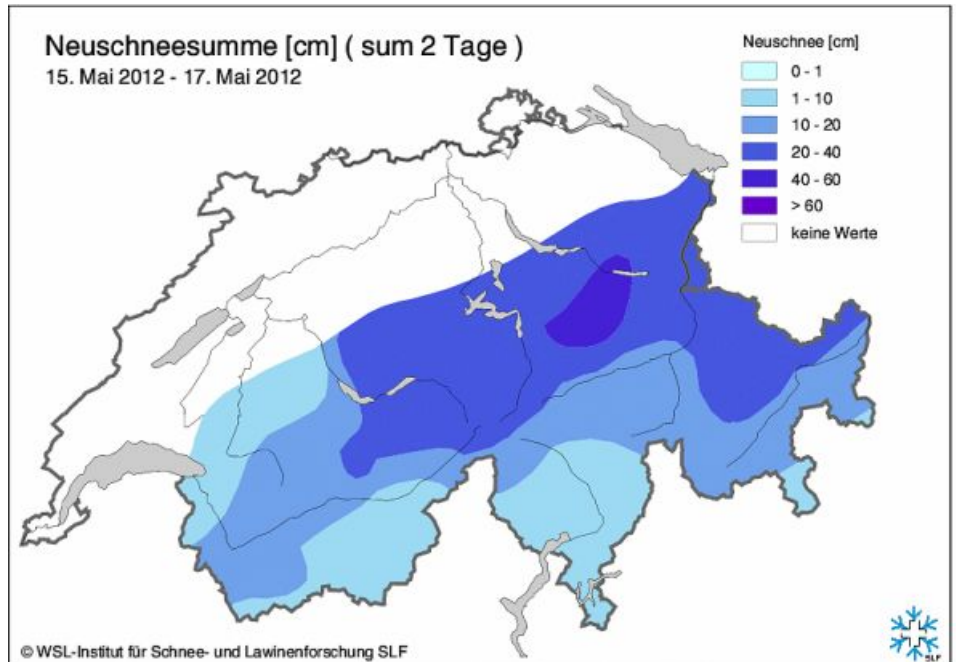 Neuschneesumme [cm] ( sum 2 Tage )
15. Mai 2012 - 17. Mai 2012
Neuschnee [cm]
0 - 1
1 - 10
10 - 20
20 - 40
40 - 60
> 60
keine Werte
© WSL-Institut für Schnee- und Lawinenforschung SLF
SLF